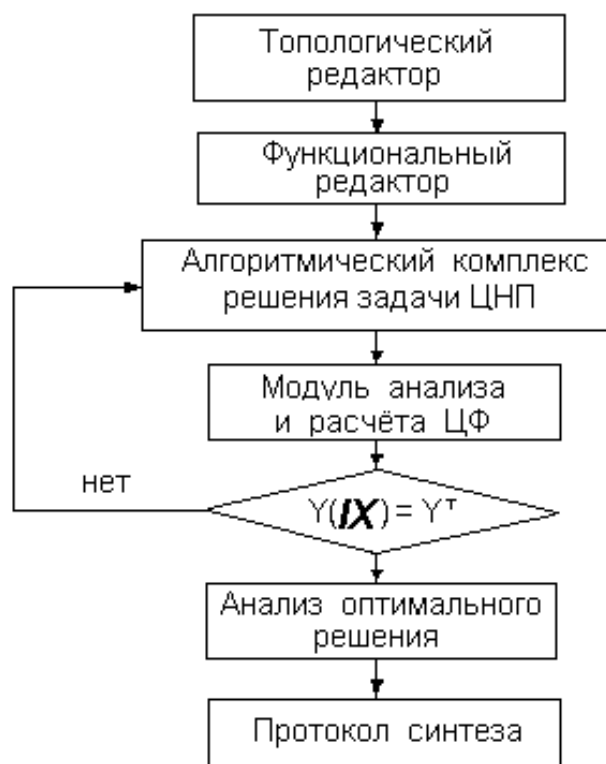 Топологический
редактор
Функциональный
редактор
Алгоритмический комплекс
решения задачи ЦНП
Модуль анализа
и расчёта ЦФ
нет
Y(IX) = Yᵀ
Анализ оптимального
решения
Протокол синтеза